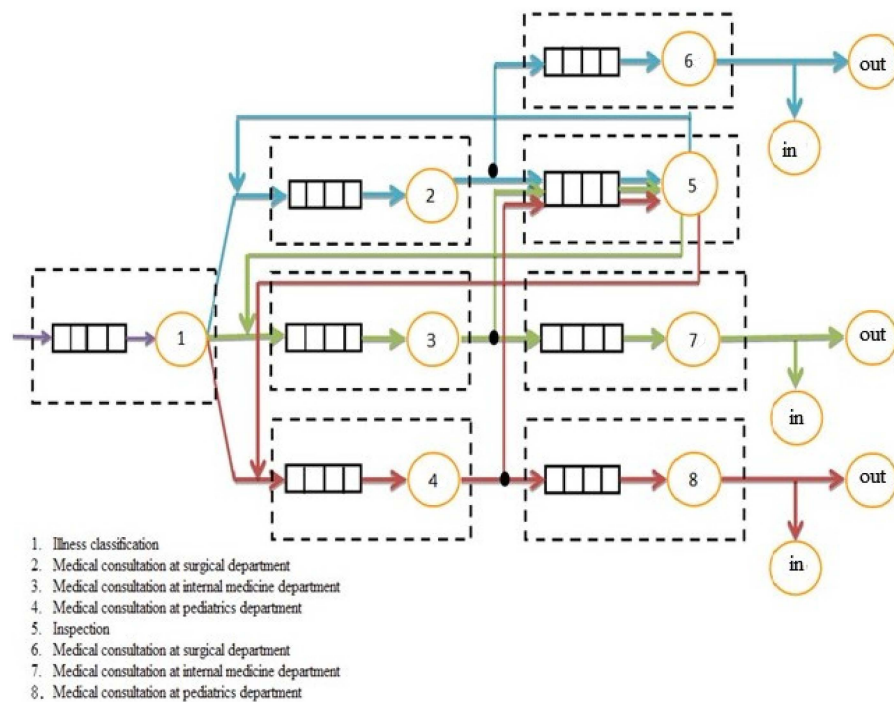 6
out
in
2
5
1
3
7
out
in
4
8
out
in
1. Illness classification
2. Medical consultation at surgical department
3. Medical consultation at internal medicine department
4. Medical consultation at pediatrics department
5. Inspection
6. Medical consultation at surgical department
7. Medical consultation at internal medicine department
8. Medical consultation at pediatrics department